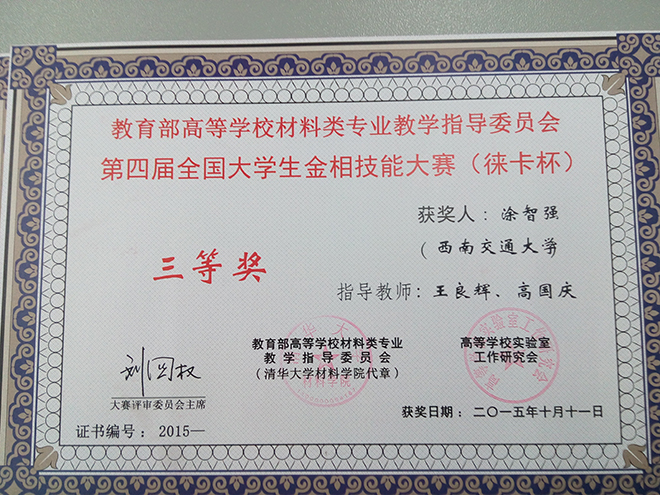 教育部高等学校材料类专业教学指导委员会
第四届全国大学生金相技能大赛（徕卡杯）
获奖人：涂智强
（西南交通大学
三等奖
指导教师：王良辉、高国庆
教育部高等学校材料类专业
教学指导委员会
（清华大学材料学院代章）
高等学校实验室
工作研究会
大赛评审委员会主席
获奖日期：二〇一五年十月十一日
证书编号：2015—